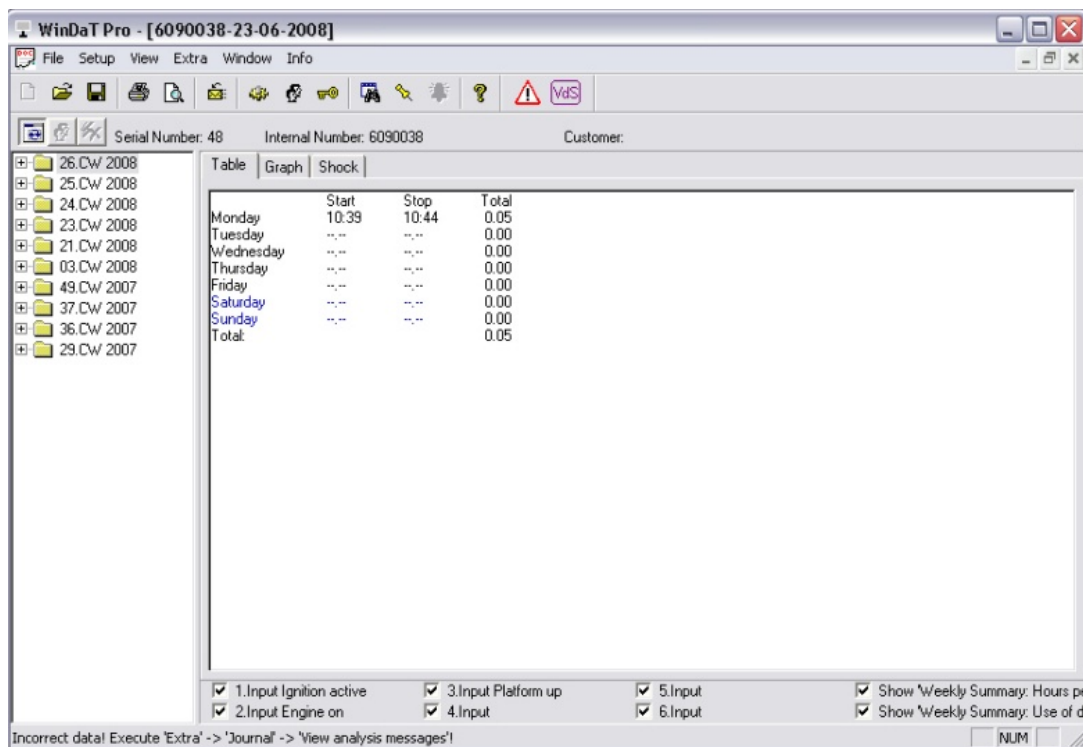 WinDaT Pro - [6090038-23-06-2008]
File Setup View Extra Window Info
VdS
Serial Number: 48 Internal Number: 6090038 Customer:
26.CW 2008
25.CW 2008
24.CW 2008
23.CW 2008
21.CW 2008
03.CW 2008
49.CW 2007
37.CW 2007
36.CW 2007
29.CW 2007
Table Graph Shock
Start Stop Total
Monday 10:39 10:44 0.05
Tuesday --.-- --.-- 0.00
Wednesday --.-- --.-- 0.00
Thursday --.-- --.-- 0.00
Friday --.-- --.-- 0.00
Saturday --.-- --.-- 0.00
Sunday --.-- --.-- 0.00
Total: 0.05
1.Input Ignition active 3.Input Platform up 5.Input Show 'Weekly Summary: Hours pe
2.Input Engine on 4.Input 6.Input Show 'Weekly Summary: Use of d
Incorrect data! Execute 'Extra' -> 'Journal' -> 'View analysis messages'! NUM